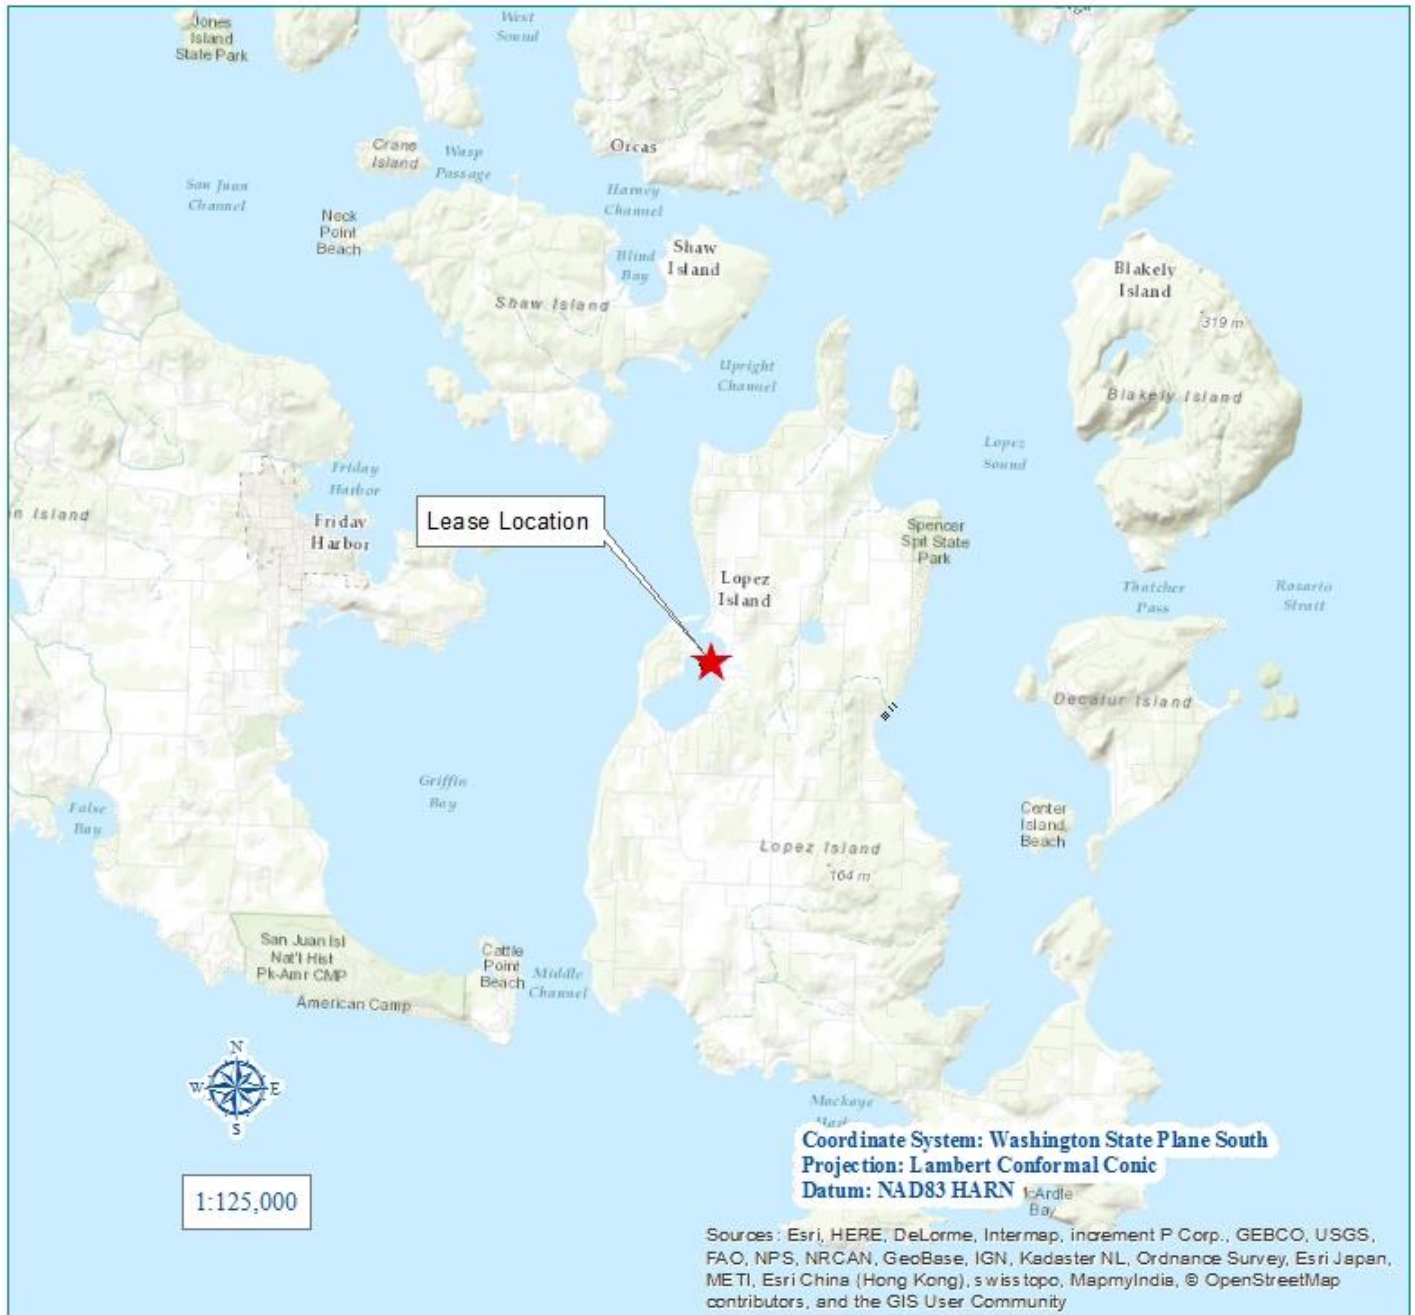 West
Sound
Jones
Island
State Park
Orcas
Crane
Island
Wasp
Passage
San Juan
Channel
Harney
Channel
Neck
Point
Beach
Shaw
Island
Blind
Bay
Blakely
Island
Shaw Island
319 m
Upright
Channel
Blakely Island
Lopez
Sound
Friday
Harbor
Lease Location
n Island
Friday
Harbor
Spencer
Spit State
Park
Lopez
Island
Thatcher
Pass
Rosario
Strait
Decatur Island
Griffin
Bay
False
Bay
Center
Island
Beach
Lopez Island
164 m
San Juan Isl
Nat'l Hist
Pk-Amr CMP
American Camp
Cattle
Point
Beach
Middle
Channel
N
W E
S
Mackaye
Coordinate System: Washington State Plane South
Projection: Lambert Conformal Conic
Datum: NAD83 HARN
Ardle
Bay
1:125,000
Sources: Esri, HERE, DeLorme, Intermap, increment P Corp., GEBCO, USGS,
FAO, NPS, NRCAN, GeoBase, IGN, Kadaster NL, Ordnance Survey, Esri Japan,
METI, Esri China (Hong Kong), swisstopo, MapmyIndia, © OpenStreetMap
contributors, and the GIS User Community